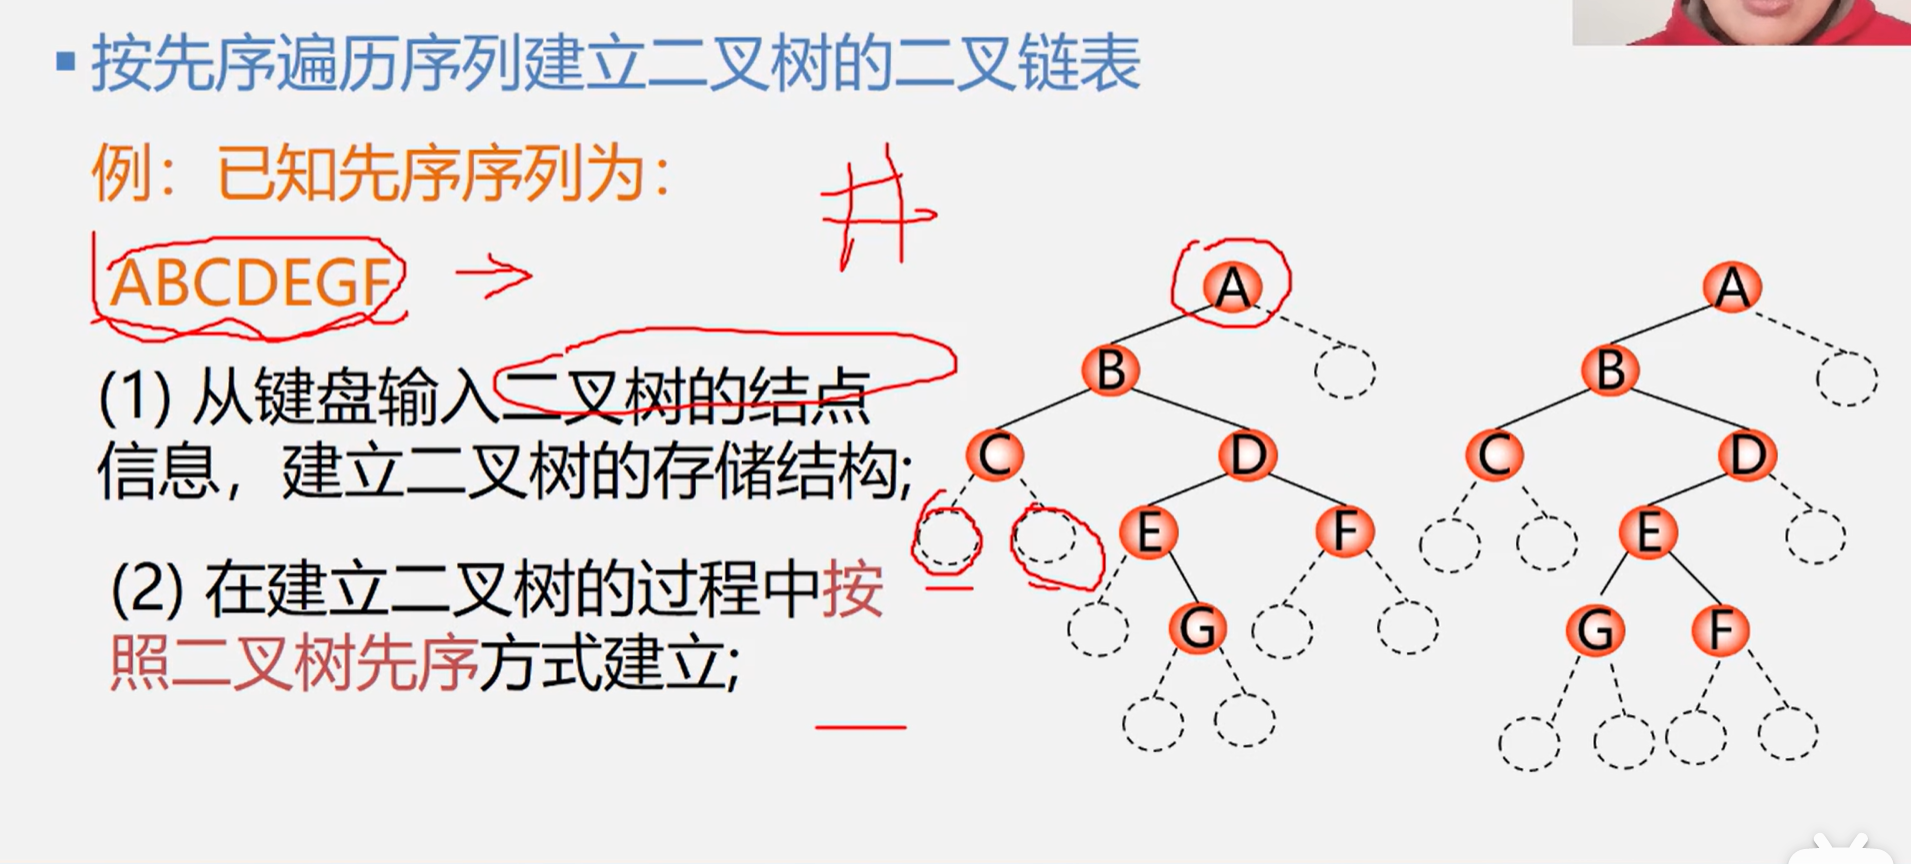 ▪按先序遍历序列建立二叉树的二叉链表
例：已知先序序列为：
#
ABCDEGF
(1) 从键盘输入二叉树的结点
信息，建立二叉树的存储结构;
(2) 在建立二叉树的过程中按
照二叉树先序方式建立;
A
B
C
D
E
F
G
A
B
C
D
E
G
F